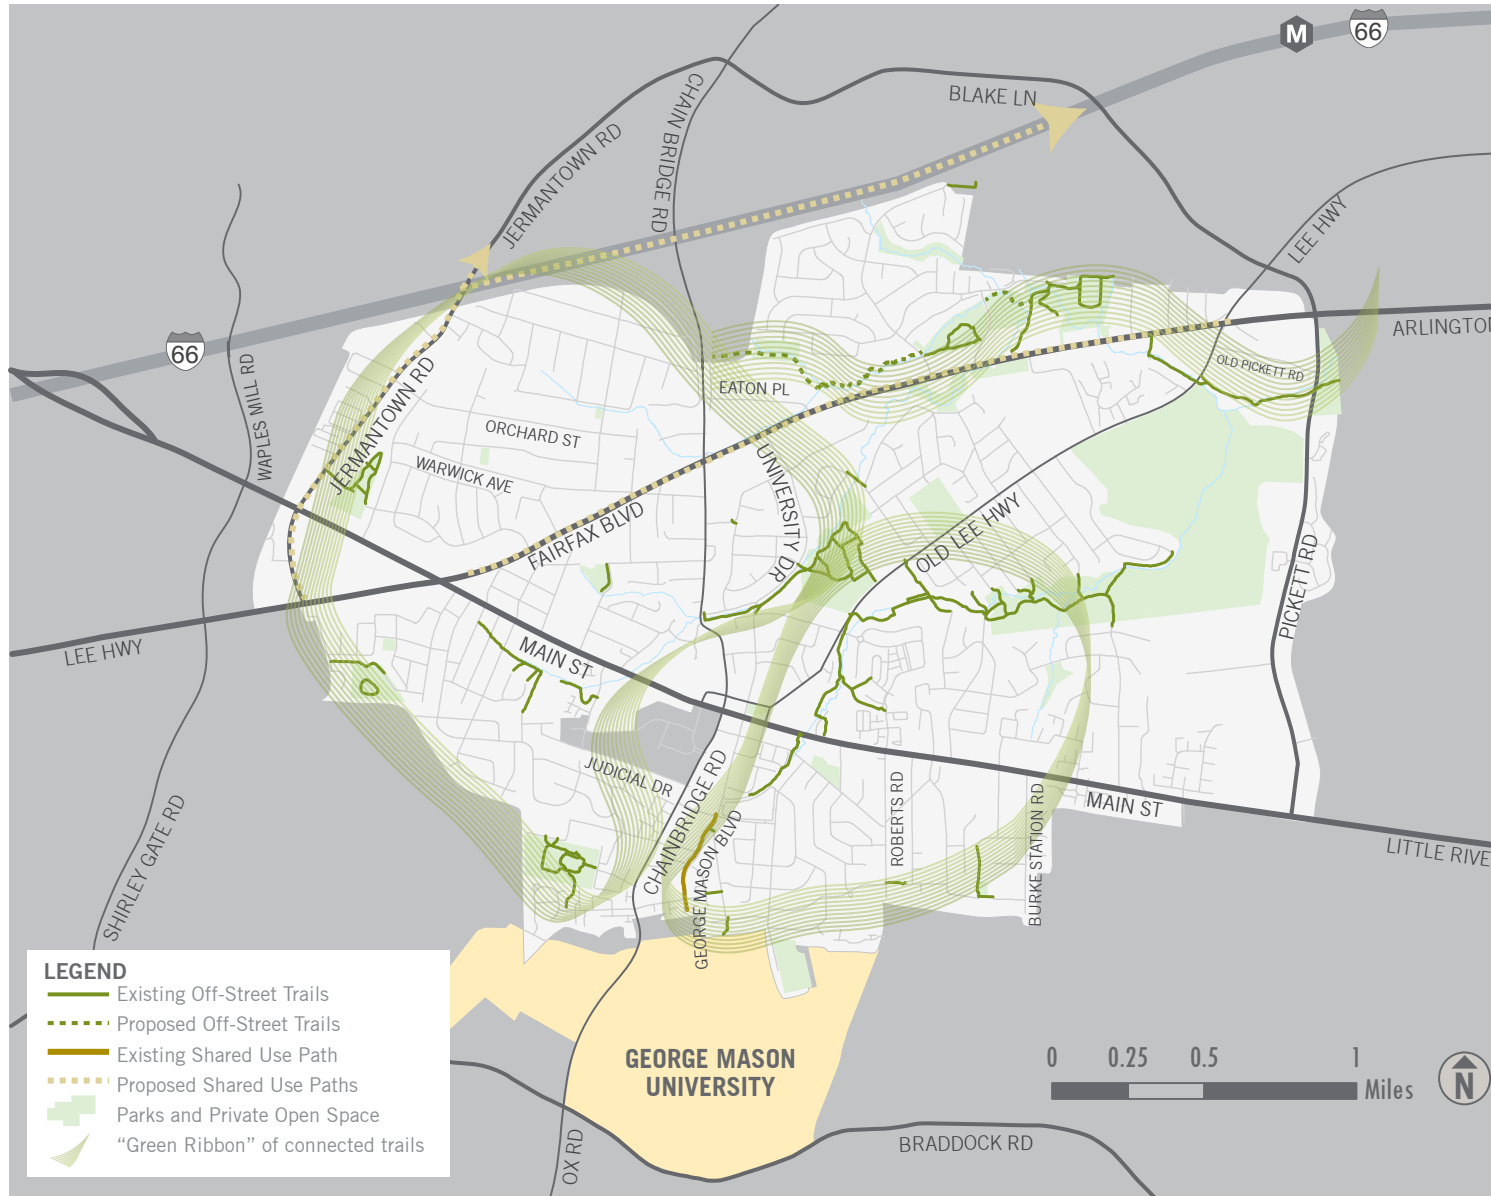 M
66
BLAKE LN
CHAIN BRIDGE RD
JERMANTOWN RD
LEE HWY
ARLINGTON
66
WAPLES MILL RD
JERMANTOWN RD
EATON PL
OLD PICKETT RD
ORCHARD ST
WARWICK AVE
UNIVERSITY DR
FAIRFAX BLVD
OLD LEE HWY
PICKETT RD
LEE HWY
MAIN ST
JUDICIAL DR
CHAINBRIDGE RD
GEORGE MASON BLVD
ROBERTS RD
BURKE STATION RD
MAIN ST
LITTLE RIVE
SHIRLEY GATE RD
LEGEND
Existing Off-Street Trails
Proposed Off-Street Trails
Existing Shared Use Path
Proposed Shared Use Paths
Parks and Private Open Space
“Green Ribbon” of connected trails
GEORGE MASON
UNIVERSITY
0 0.25 0.5 1
Miles
N
OX RD
BRADDOCK RD